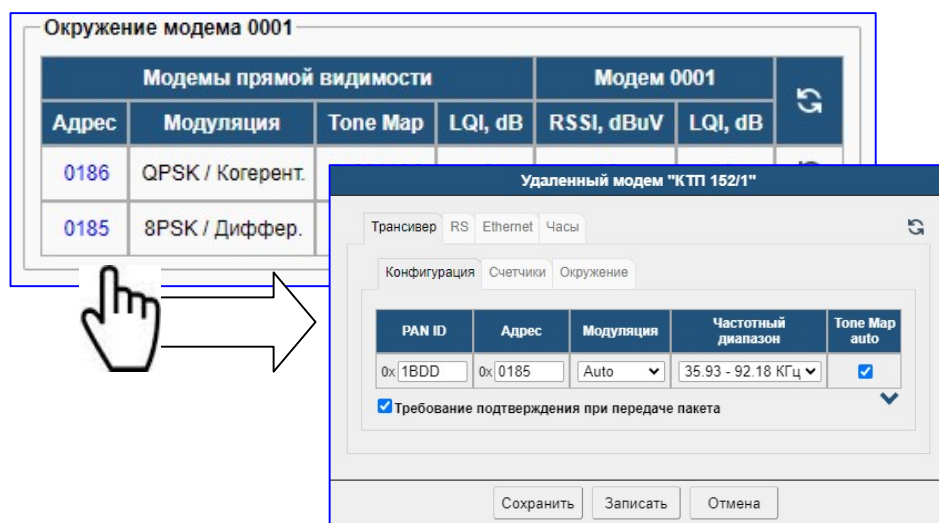 Окружение модема 0001
Модемы прямой видимости Модем 0001
Адрес Модуляция Tone Map LQI, dB RSSI, dBuV LQI, dB
0186 QPSK / Когерент.
0185 8PSK / Диффер.
Удаленный модем "КТП 152/1"
Трансивер RS Ethernet Часы
Конфигурация Счетчики Окружение
PAN ID Адрес Модуляция Частотный диапазон Tone Map auto
0x 1BDD 0x 0185 Auto 35.93 - 92.18 КГц
Требование подтверждения при передаче пакета
Сохранить Записать Отмена